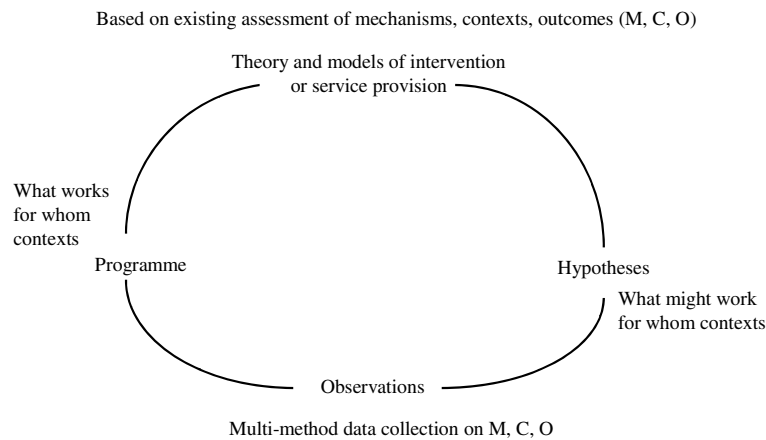 Based on existing assessment of mechanisms, contexts, outcomes (M, C, O)
Theory and models of intervention
or service provision
What works
for whom
contexts
Programme
Hypotheses
What might work
for whom contexts
Observations
Multi-method data collection on M, C, O